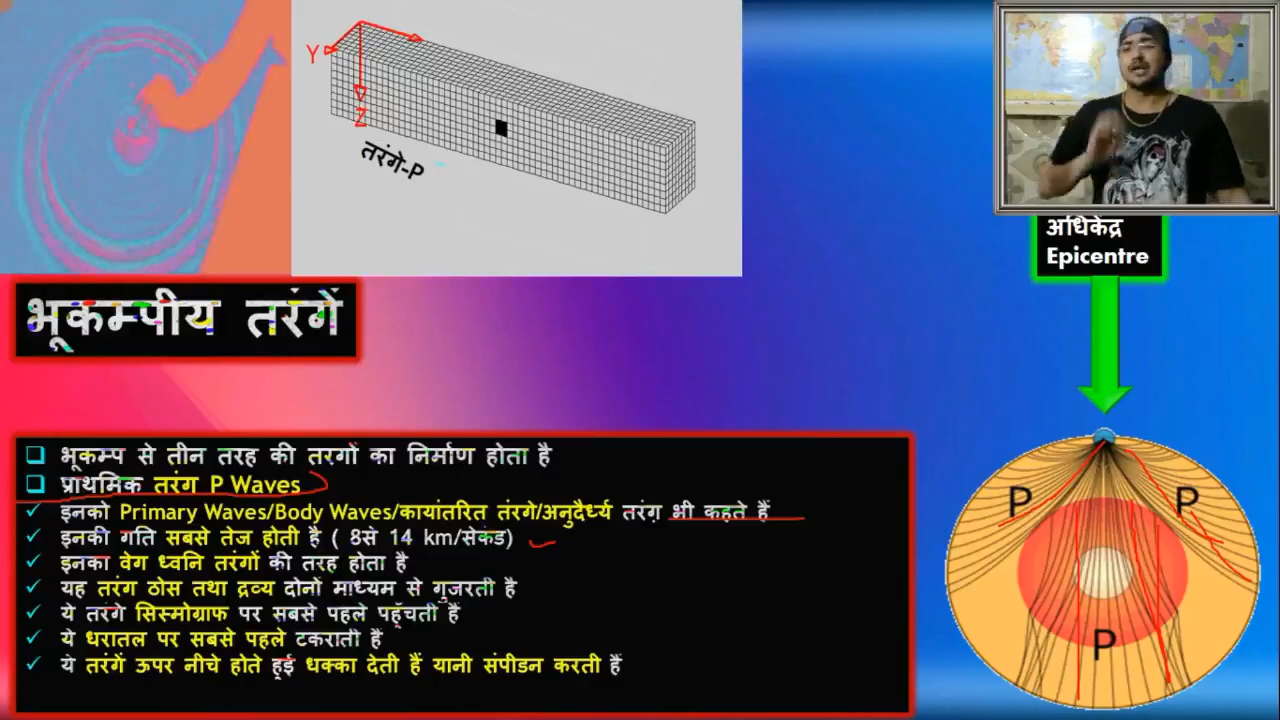 Y
Z
तरंगे-P
अधिकेंद्र
Epicentre
भूकम्पीय तरंगें
भूकम्प से तीन तरह की तरगों का निर्माण होता है
प्राथमिक तरंग P Waves
इनको Primary Waves/Body Waves/कायांतरित तंरगे/अनुदैर्ध्य तरंग़ भी कहते हैं
इनकी गति सबसे तेज होती है ( 8से 14 km/सेकंड)
इनका वेग ध्वनि तरंगों की तरह होता है
यह तरंग ठोस तथा द्रव्य दोनों माध्यम से गुजरती है
ये तरंगे सिस्मोग्राफ पर सबसे पहले पहुँचती हैं
ये धरातल पर सबसे पहले टकराती हैं
ये तरंगें ऊपर नीचे होते हुई धक्का देती हैं यानी संपीडन करती हैं
P
P
P